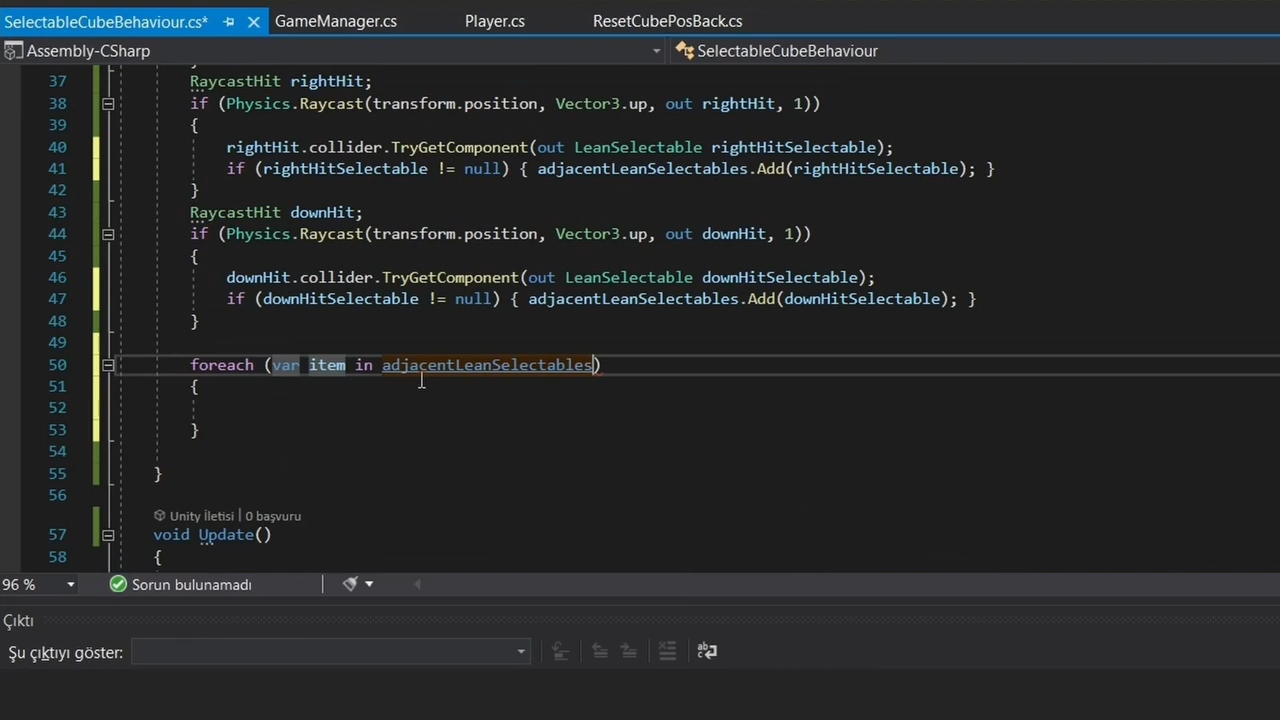 SelectableCubeBehaviour.cs* GameManager.cs Player.cs ResetCubePosBack.cs
Assembly-CSharp SelectableCubeBehaviour
37 RaycastHit rightHit;
38 if (Physics.Raycast(transform.position, Vector3.up, out rightHit, 1))
39 {
40 rightHit.collider.TryGetComponent(out LeanSelectable rightHitSelectable);
41 if (rightHitSelectable != null) { adjacentLeanSelectables.Add(rightHitSelectable); }
42 }
43 RaycastHit downHit;
44 if (Physics.Raycast(transform.position, Vector3.up, out downHit, 1))
45 {
46 downHit.collider.TryGetComponent(out LeanSelectable downHitSelectable);
47 if (downHitSelectable != null) { adjacentLeanSelectables.Add(downHitSelectable); }
48 }
49
50 foreach (var item in adjacentLeanSelectables)
51 {
52
53 }
54
55 }
56
Unity İletisi | 0 başvuru
57 void Update()
58 {
96 % Sorun bulunamadı
Çıktı
Şu çıktıyı göster: